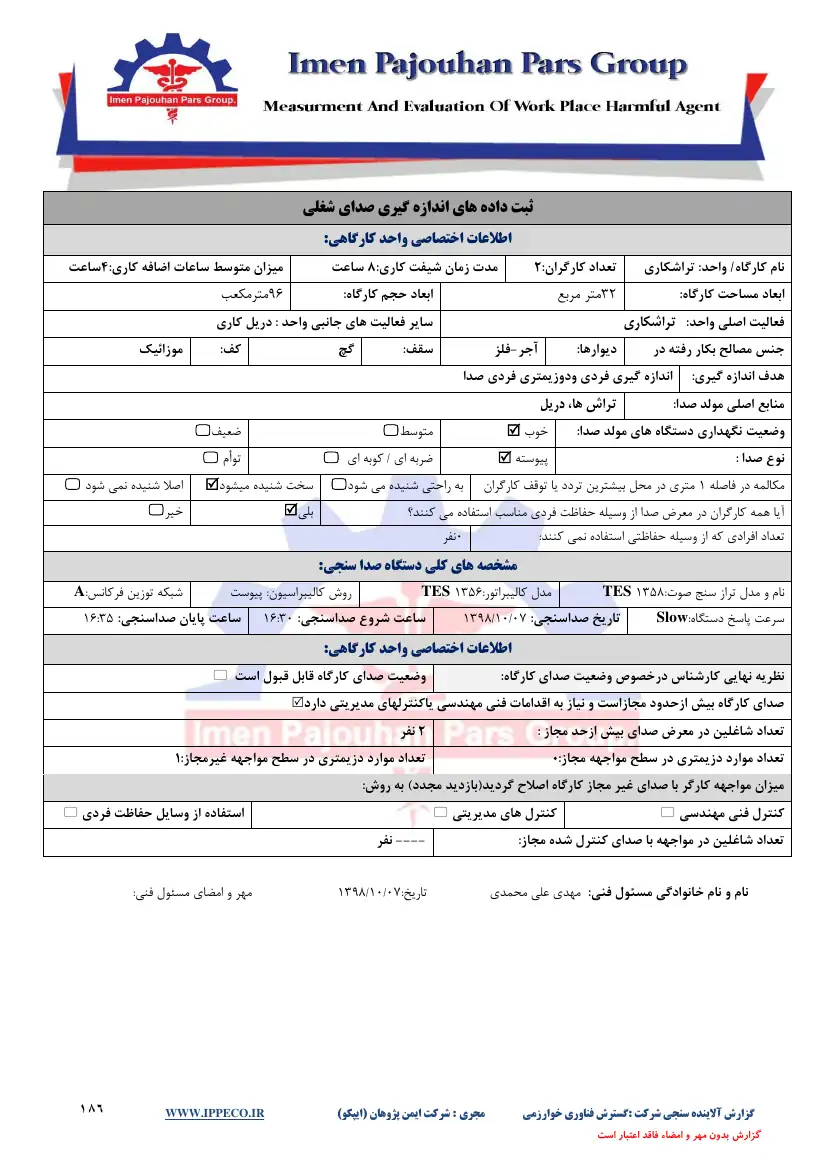 Imen Pajouhan Pars Group
Imen Pajouhan Pars Group.
Measurment And Evaluation Of Work Place Harmful Agent
ثبت داده های اندازه گیری صدای شغلی
اطلاعات اختصاصی واحد کارگاهی:
نام کارگاه/ واحد: تراشکاری تعداد کارگران:۲ مدت زمان شیفت کاری:۸ ساعت میزان متوسط ساعات اضافه کاری:۴ساعت
ابعاد مساحت کارگاه: ۳۲متر مربع ابعاد حجم کارگاه: ۹۶مترمکعب
فعالیت اصلی واحد: تراشکاری سایر فعالیت های جانبی واحد : دریل کاری
جنس مصالح بکار رفته در دیوارها: آجر-فلز سقف: گچ کف: موزائیک
هدف اندازه گیری: اندازه گیری فردی ودوزیمتری فردی صدا
منابع اصلی مولد صدا: تراش ها، دریل
وضعیت نگهداری دستگاه های مولد صدا: خوب ☑ متوسط☐ ضعیف☐
نوع صدا : پیوسته ☑ ضربه ای / کوبه ای ☐ توأم ☐
مکالمه در فاصله ۱ متری در محل بیشترین تردد یا توقف کارگران به راحتی شنیده می شود☐ سخت شنیده میشود☑ اصلا شنیده نمی شود ☐
آیا همه کارگران در معرض صدا از وسیله حفاظت فردی مناسب استفاده می کنند؟ بلی☑ خیر☐
تعداد افرادی که از وسیله حفاظتی استفاده نمی کنند: ۰نفر
مشخصه های کلی دستگاه صدا سنجی:
نام و مدل تراز سنج صوت:TES ۱۳۵۸ مدل کالیبراتور:TES ۱۳۵۶ روش کالیبراسیون: پیوست شبکه توزین فرکانس:A
سرعت پاسخ دستگاه:Slow تاریخ صداسنجی: ۱۳۹۸/۱۰/۰۷ ساعت شروع صداسنجی: ۱۶:۳۰ ساعت پایان صداسنجی: ۱۶:۳۵
اطلاعات اختصاصی واحد کارگاهی:
نظریه نهایی کارشناس درخصوص وضعیت صدای کارگاه: وضعیت صدای کارگاه قابل قبول است ☐
صدای کارگاه بیش ازحدود مجازاست و نیاز به اقدامات فنی مهندسی یاکنترلهای مدیریتی دارد☑
تعداد شاغلین در معرض صدای بیش ازحد مجاز : ۲ نفر
تعداد موارد دزیمتری در سطح مواجهه مجاز:۰ تعداد موارد دزیمتری در سطح مواجهه غیرمجاز:۱
میزان مواجهه کارگر با صدای غیر مجاز کارگاه اصلاح گردید(بازدید مجدد) به روش:
کنترل فنی مهندسی ☐ کنترل های مدیریتی ☐ استفاده از وسایل حفاظت فردی ☐
تعداد شاغلین در مواجهه با صدای کنترل شده مجاز: ---- نفر
Imen Pajouhan Pars Group.
نام و نام خانوادگی مسئول فنی: مهدی علی محمدی تاریخ:۱۳۹۸/۱۰/۰۷ مهر و امضای مسئول فنی:
گزارش آلاینده سنجی شرکت :گسترش فناوری خوارزمی مجری : شرکت ایمن پژوهان (ایپکو) WWW.IPPECO.IR ۱۸۶
گزارش بدون مهر و امضاء فاقد اعتبار است